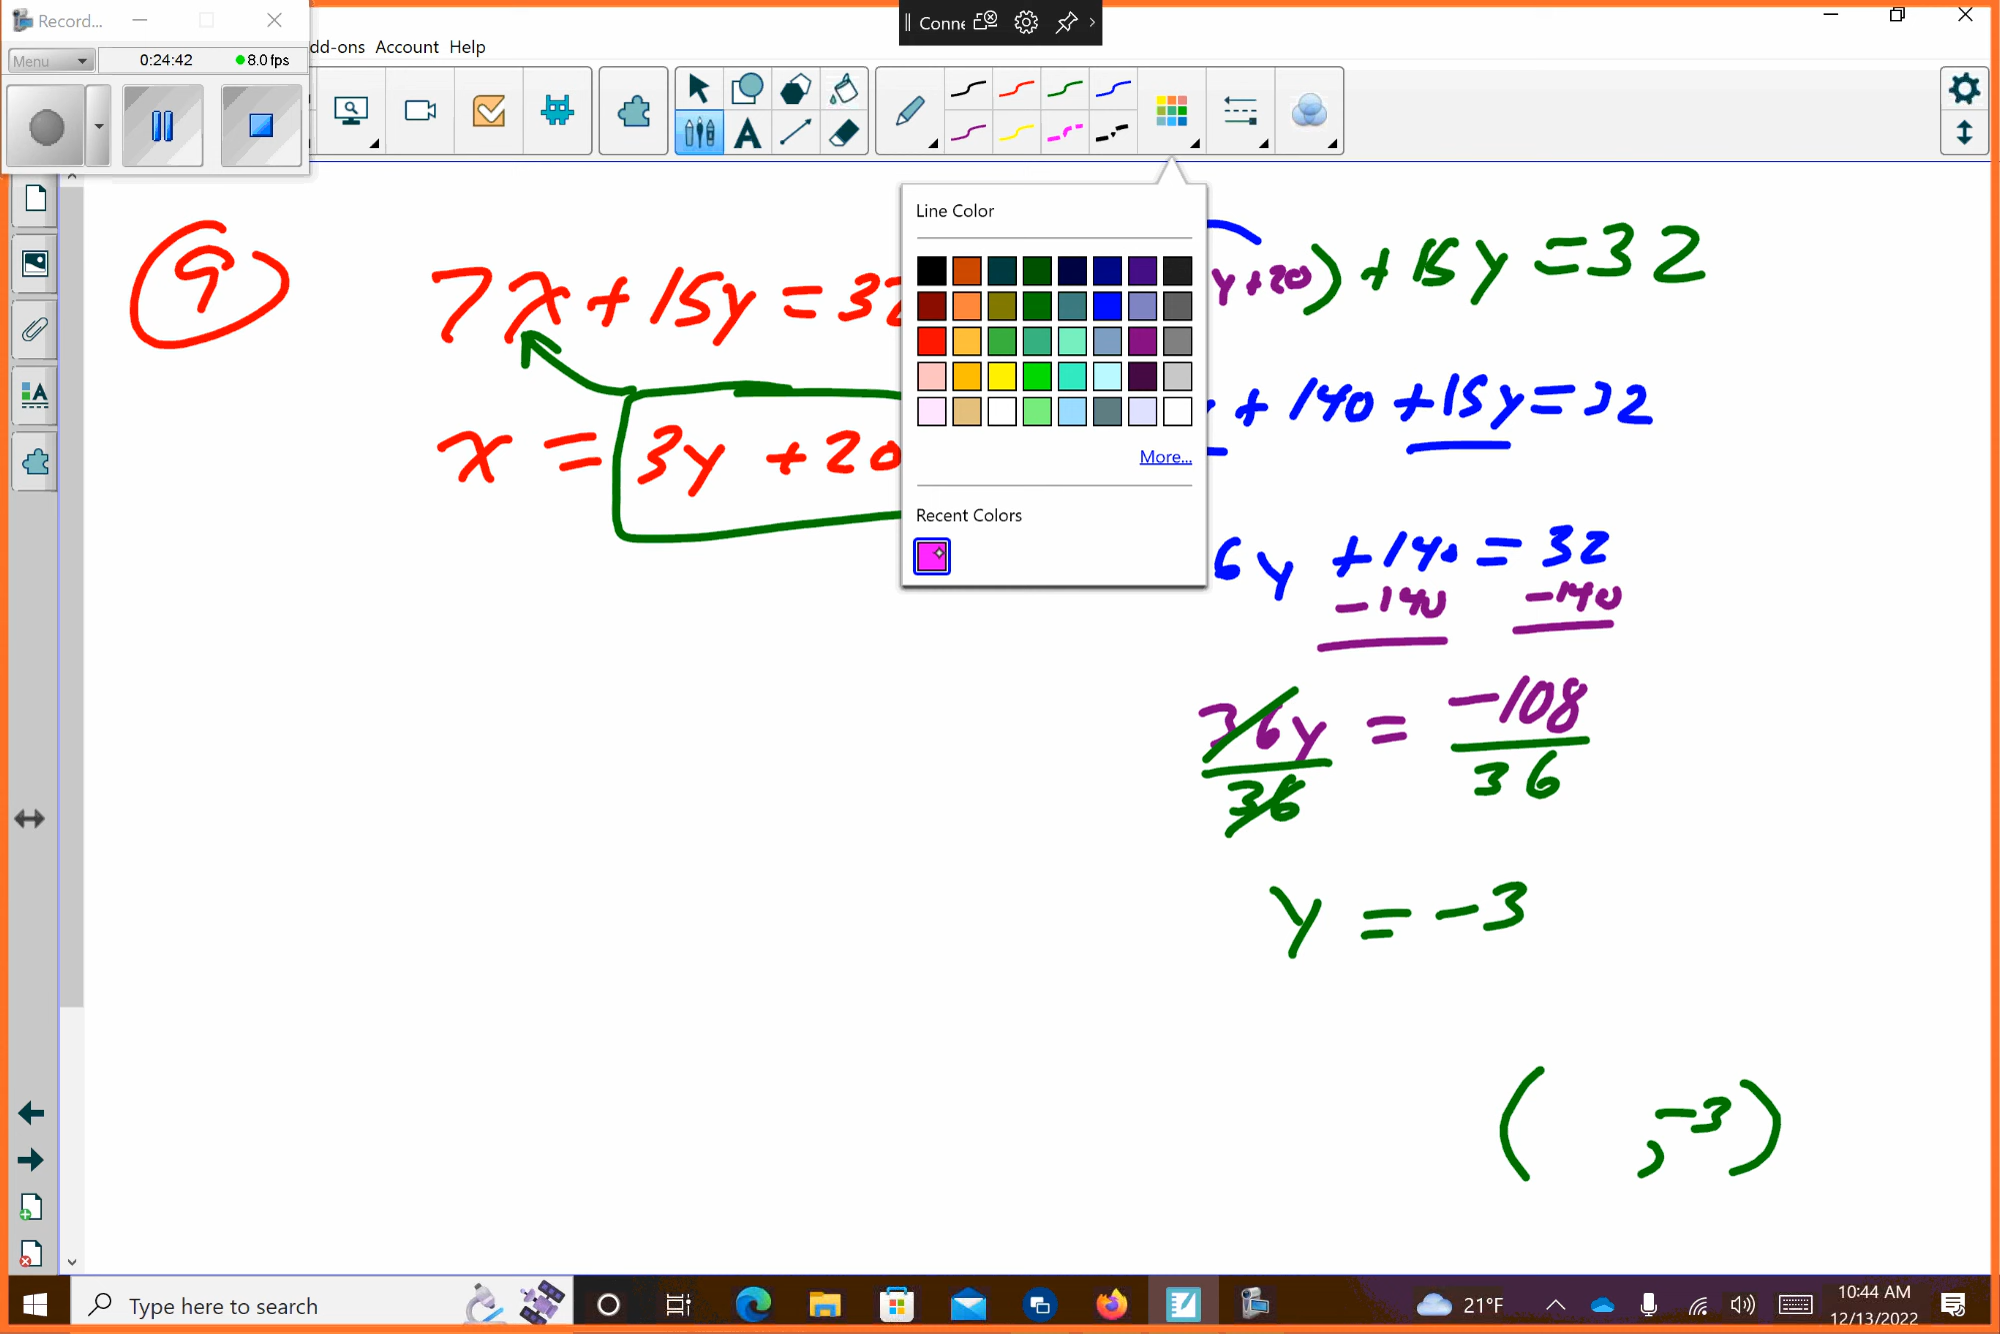 Record...
Menu
0:24:42
8.0 fps
dd-ons Account Help
Conne
Line Color
More...
Recent Colors
9
7x + 15y = 32
x = 3y + 20
y + 20) + 15y = 32
+ 140 + 15y = 32
6y + 140 = 32
- 140 - 140
36y = -108
36 36
y = -3
( , -3)
Type here to search
21°F
10:44 AM
12/13/2022